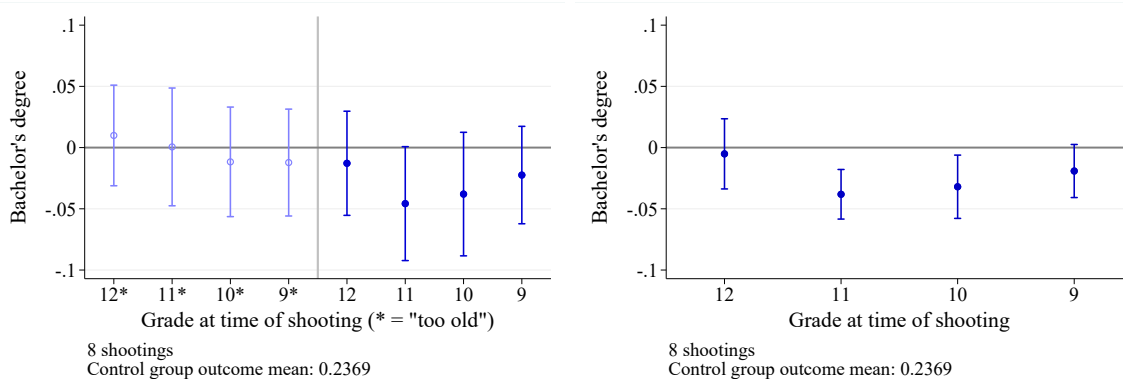 Bachelor's degree
.1
.05
0
-.05
-.1
12* 11* 10* 9* 12 11 10 9
Grade at time of shooting (* = "too old")
8 shootings
Control group outcome mean: 0.2369
Bachelor's degree
.1
.05
0
-.05
-.1
12 11 10 9
Grade at time of shooting
8 shootings
Control group outcome mean: 0.2369